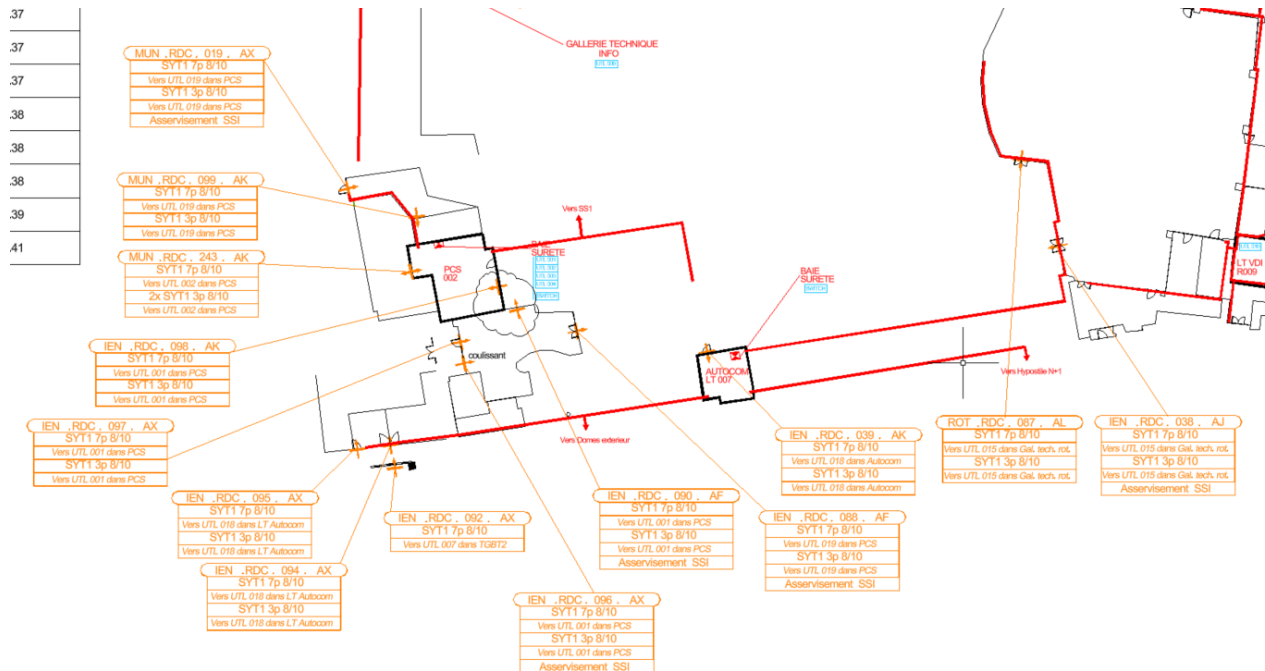 .37
.37
.37
.38
.38
.38
.39
.41
GALLERIE TECHNIQUE
INFO
MUN .RDC . 019 . AX
SYT1 7p 8/10
Vers UTL 019 dans PCS
SYT1 3p 8/10
Vers UTL 019 dans PCS
Asservisement SSI
MUN .RDC . 099 . AK
SYT1 7p 8/10
Vers UTL 019 dans PCS
SYT1 3p 8/10
Vers UTL 019 dans PCS
MUN .RDC . 243 . AK
SYT1 7p 8/10
Vers UTL 002 dans PCS
2x SYT1 3p 8/10
Vers UTL 002 dans PCS
Vers SS1
BAIE
SURETE
UTL 001
UTL 002
SWITCH
PCS
002
LT VDI
R009
BAIE
SURETE
SWITCH
IEN .RDC . 098 . AK
SYT1 7p 8/10
Vers UTL 001 dans PCS
SYT1 3p 8/10
Vers UTL 001 dans PCS
coulissant
AUTOCOM
LT 007
Vers Hypostile N+1
IEN .RDC . 097 . AX
SYT1 7p 8/10
Vers UTL 001 dans PCS
SYT1 3p 8/10
Vers UTL 001 dans PCS
Vers Domes exterieur
IEN .RDC . 039 . AK
SYT1 7p 8/10
Vers UTL 018 dans Autocom
SYT1 3p 8/10
Vers UTL 018 dans Autocom
ROT .RDC . 087 . AL
SYT1 7p 8/10
Vers UTL 015 dans Gal. tech. rot.
SYT1 3p 8/10
Vers UTL 015 dans Gal. tech. rot.
IEN .RDC . 038 . AJ
SYT1 7p 8/10
Vers UTL 015 dans Gal. tech. rot.
SYT1 3p 8/10
Vers UTL 015 dans Gal. tech. rot.
Asservisement SSI
IEN .RDC . 095 . AX
SYT1 7p 8/10
Vers UTL 018 dans LT Autocom
SYT1 3p 8/10
Vers UTL 018 dans LT Autocom
IEN .RDC . 092 . AX
SYT1 7p 8/10
Vers UTL 007 dans TGBT2
IEN .RDC . 090 . AF
SYT1 7p 8/10
Vers UTL 001 dans PCS
SYT1 3p 8/10
Vers UTL 001 dans PCS
Asservisement SSI
IEN .RDC . 088 . AF
SYT1 7p 8/10
Vers UTL 019 dans PCS
SYT1 3p 8/10
Vers UTL 019 dans PCS
Asservisement SSI
IEN .RDC . 094 . AX
SYT1 7p 8/10
Vers UTL 018 dans LT Autocom
SYT1 3p 8/10
Vers UTL 018 dans LT Autocom
IEN .RDC . 096 . AX
SYT1 7p 8/10
Vers UTL 001 dans PCS
SYT1 3p 8/10
Vers UTL 001 dans PCS
Asservisement SSI